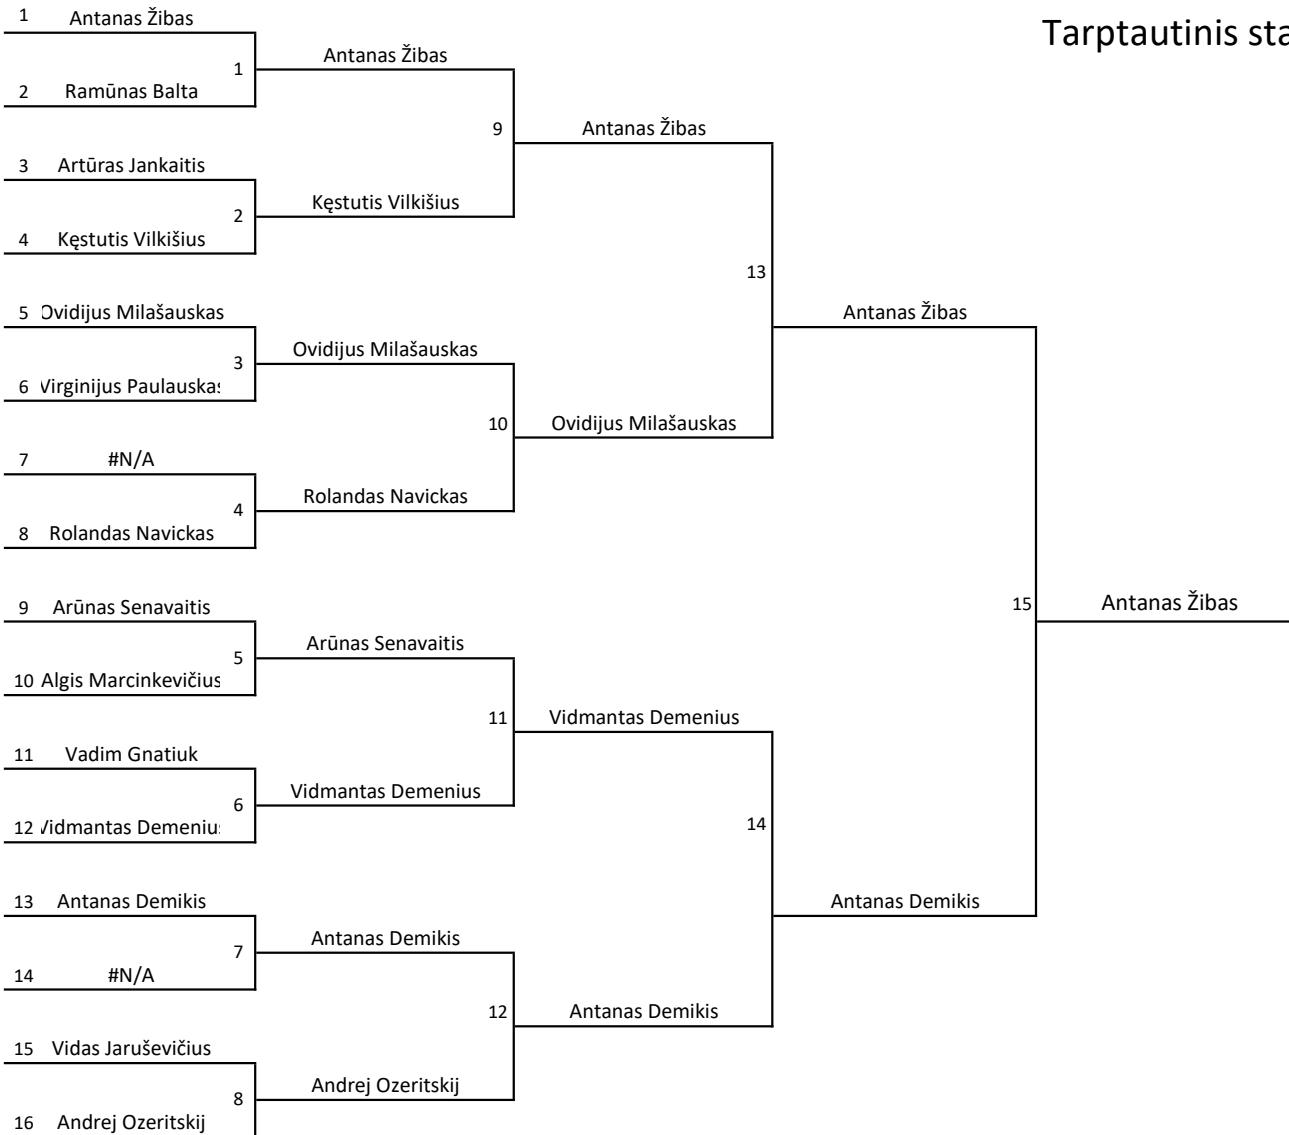 Tarptautinis sta
1 Antanas Žibas
Antanas Žibas
1
2 Ramūnas Balta
9
Antanas Žibas
3 Artūras Jankaitis
Kęstutis Vilkišius
2
4 Kęstutis Vilkišius
13
5 Ovidijus Milašauskas
Antanas Žibas
Ovidijus Milašauskas
3
6 Virginijus Paulauskas
10
Ovidijus Milašauskas
7 #N/A
Rolandas Navickas
4
8 Rolandas Navickas
9 Arūnas Senavaitis
15
Antanas Žibas
Arūnas Senavaitis
5
10 Algis Marcinkevičius
11
Vidmantas Demenius
11 Vadim Gnatiuk
Vidmantas Demenius
6
12 Vidmantas Demenius
14
13 Antanas Demikis
Antanas Demikis
Antanas Demikis
7
14 #N/A
12
Antanas Demikis
15 Vidas Jaruševičius
Andrej Ozeritskij
8
16 Andrej Ozeritskij